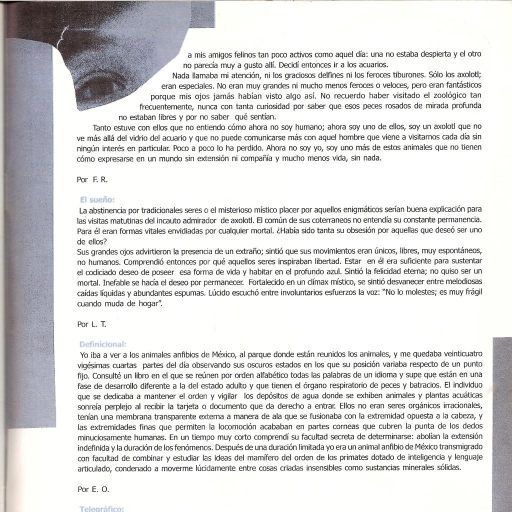 a mis amigos felinos tan poco activos como aquel día: una no estaba despierta y el otro
no parecía muy a gusto allí. Decidí entonces ir a los acuarios.
Nada llamaba mi atención, ni los graciosos delfines ni los feroces tiburones. Sólo los axolotl;
eran especiales. No eran muy grandes ni mucho menos feroces o veloces, pero eran fantásticos
porque mis ojos jamás habían visto algo así. No recuerdo haber visitado el zoológico tan
frecuentemente, nunca con tanta curiosidad por saber que esos peces rosados de mirada profunda
no estaban libres y por no saber qué sentían.
Tanto estuve con ellos que no entiendo cómo ahora no soy humano; ahora soy uno de ellos, soy un axolotl que no
ve más allá del vidrio del acuario y que no puede comunicarse más con aquel hombre que viene a visitarnos cada día sin
ningún interés en particular. Poco a poco lo ha perdido. Ahora no soy yo, soy uno más de estos animales que no tienen
cómo expresarse en un mundo sin extensión ni compañía y mucho menos vida, sin nada.
Por F. R.
El sueño:
La abstinencia por tradicionales seres o el misterioso místico placer por aquellos enigmáticos serían buena explicación para
las visitas matutinas del incauto admirador de axolotl. El común de sus coterraneos no entendía su constante permanencia.
Para él eran formas vitales envidiadas por cualquier mortal. ¿Había sido tanta su obsesión por aquellas que deseó ser uno
de ellos?
Sus grandes ojos advirtieron la presencia de un extraño; sintió que sus movimientos eran únicos, libres, muy espontáneos,
no humanos. Comprendió entonces por qué aquellos seres inspiraban libertad. Estar en él era suficiente para sustentar
el codiciado deseo de poseer esa forma de vida y habitar en el profundo azul. Sintió la felicidad eterna; no quiso ser un
mortal. Inefable se hacía el deseo por permanecer. Fortalecido en un clímax místico, se sintió desvanecer entre melodiosas
caídas líquidas y abundantes espumas. Lúcido escuchó entre involuntarios esfuerzos la voz: "No lo molestes; es muy frágil
cuando muda de hogar".
Por L. T.
Definicional:
Yo iba a ver a los animales anfibios de México, al parque donde están reunidos los animales, y me quedaba veinticuatro
vigésimas cuartas partes del día observando sus oscuros estados en los que su posición variaba respecto de un punto
fijo. Consulté un libro en el que se reúnen por orden alfabético todas las palabras de un idioma y supe que están en una
fase de desarrollo diferente a la del estado adulto y que tienen el órgano respiratorio de peces y batracios. El individuo
que se dedicaba a mantener el orden y vigilar los depósitos de agua donde se exhiben animales y plantas acuáticas
sonreía perplejo al recibir la tarjeta o documento que da derecho a entrar. Ellos no eran seres orgánicos irracionales,
tenían una membrana transparente externa a manera de ala que se fusionaba con la extremidad opuesta a la cabeza, y
las extremidades finas que permiten la locomoción acababan en partes corneas que cubren la punta de los dedos
minuciosamente humanas. En un tiempo muy corto comprendí su facultad secreta de determinarse: abolían la extensión
indefinida y la duración de los fenómenos. Después de una duración limitada yo era un animal anfibio de México transmigrado
con facultad de combinar y estudiar las ideas del mamífero del orden de los primates dotado de inteligencia y lenguaje
articulado, condenado a moverme lúcidamente entre cosas criadas insensibles como sustancias minerales sólidas.
Por E. O.
Telegráfico: